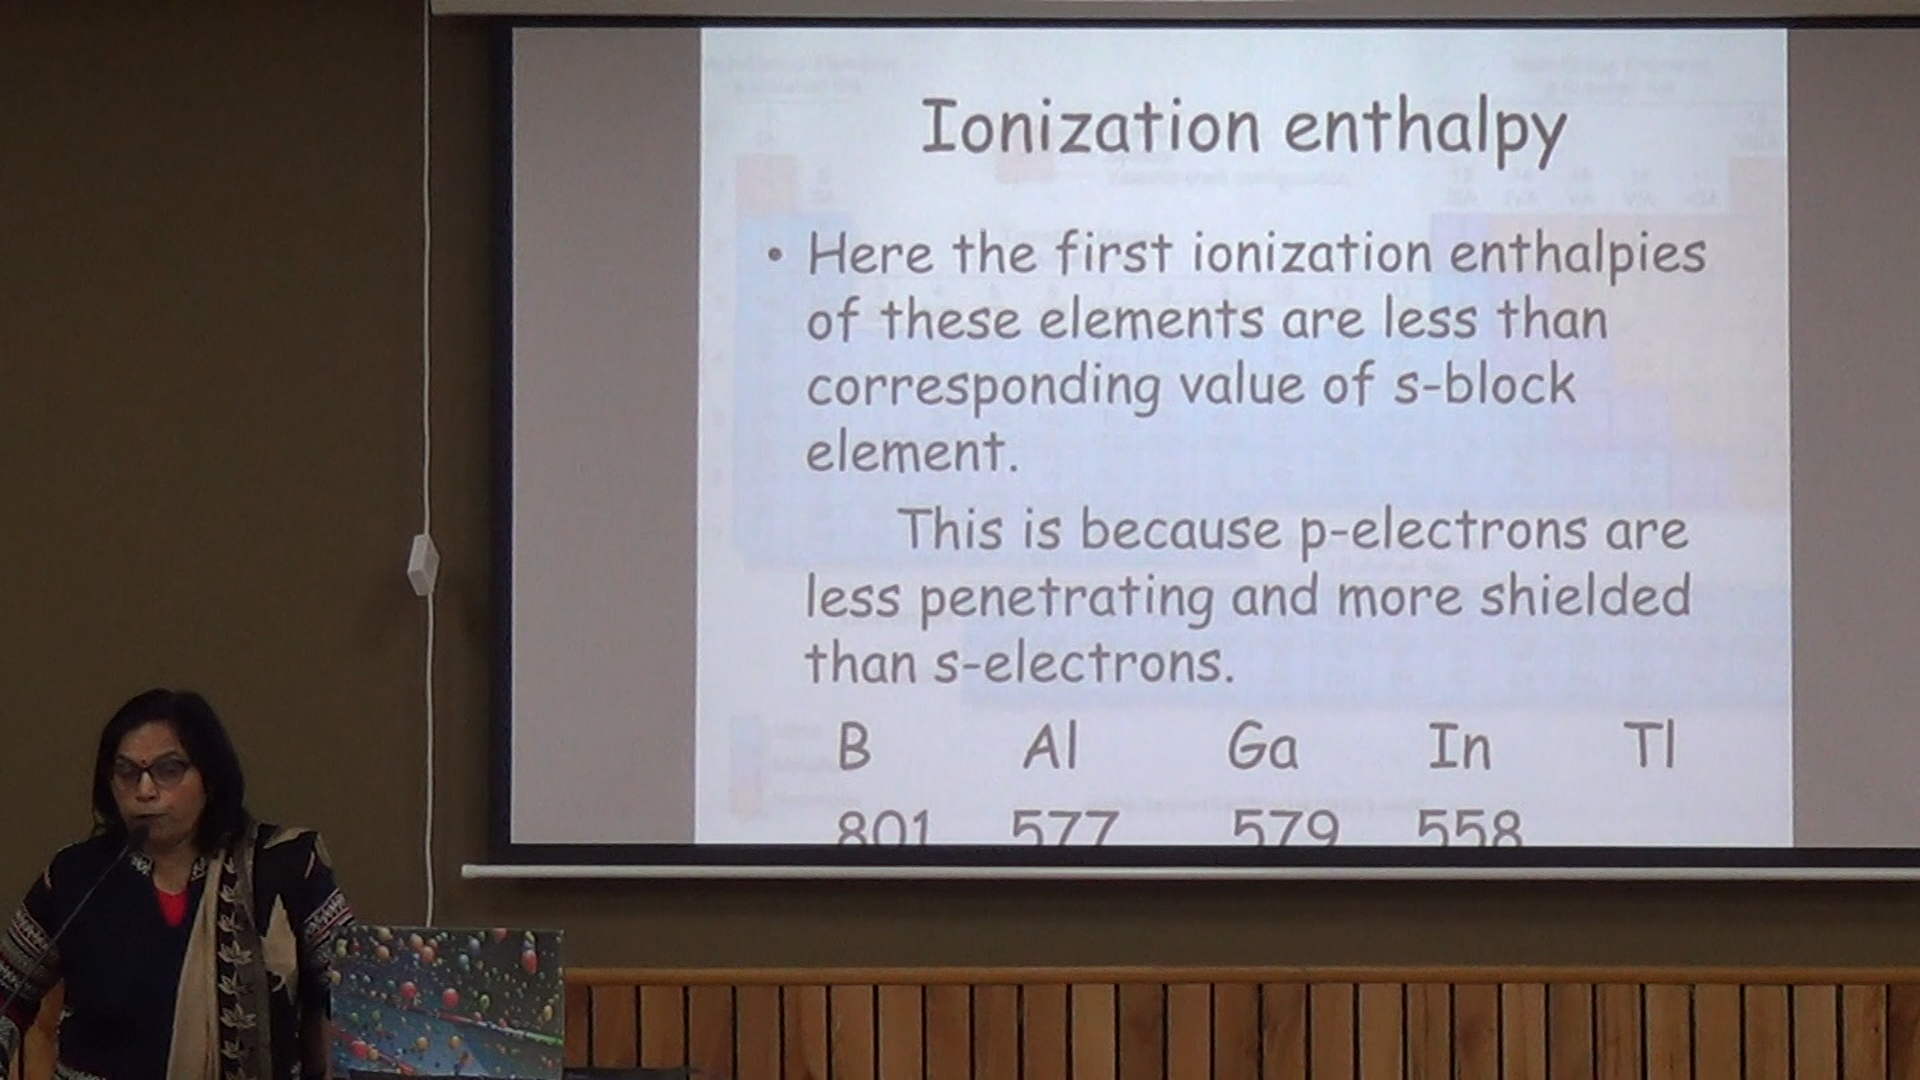 Ionization enthalpy
• Here the first ionization enthalpies
of these elements are less than
corresponding value of s-block
element.
This is because p-electrons are
less penetrating and more shielded
than s-electrons.
B Al Ga In Tl
801 577 579 558